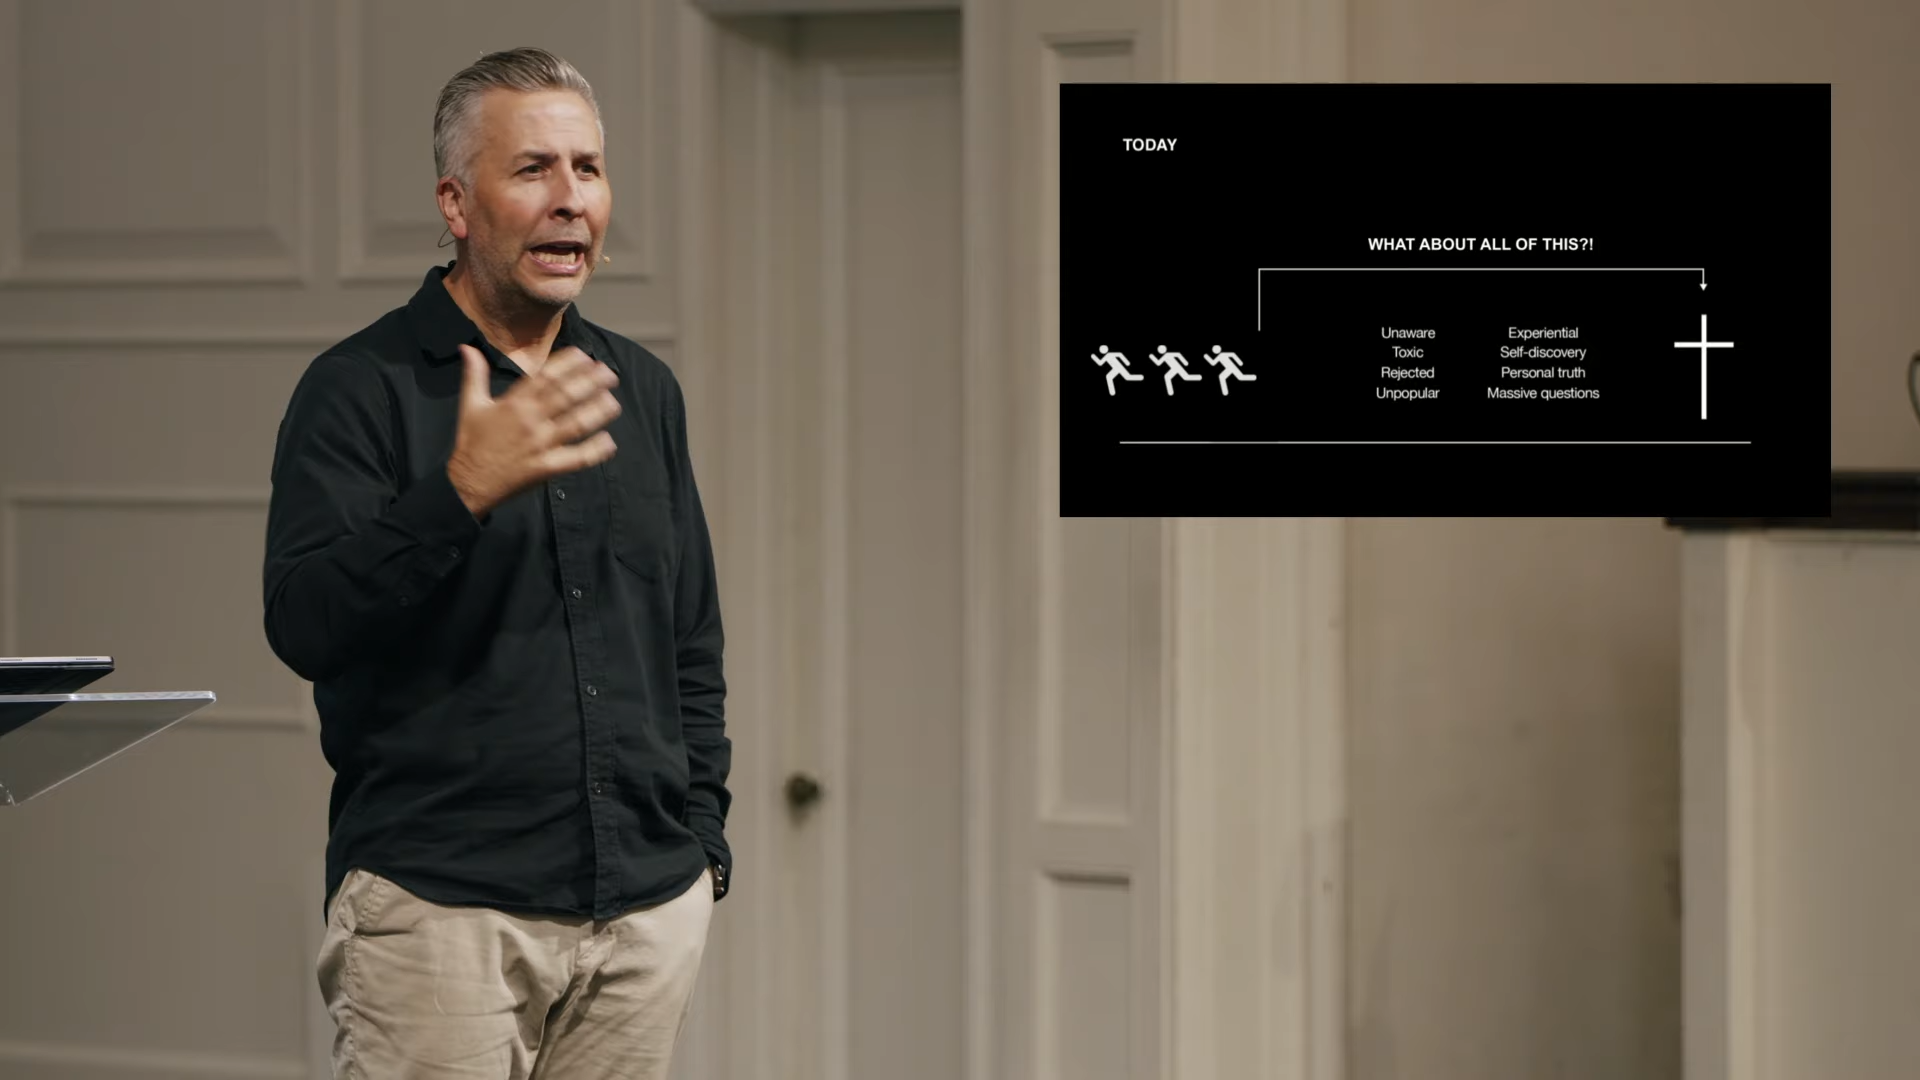 TODAY
WHAT ABOUT ALL OF THIS?!
Unaware
Toxic
Rejected
Unpopular
Experiential
Self-discovery
Personal truth
Massive questions